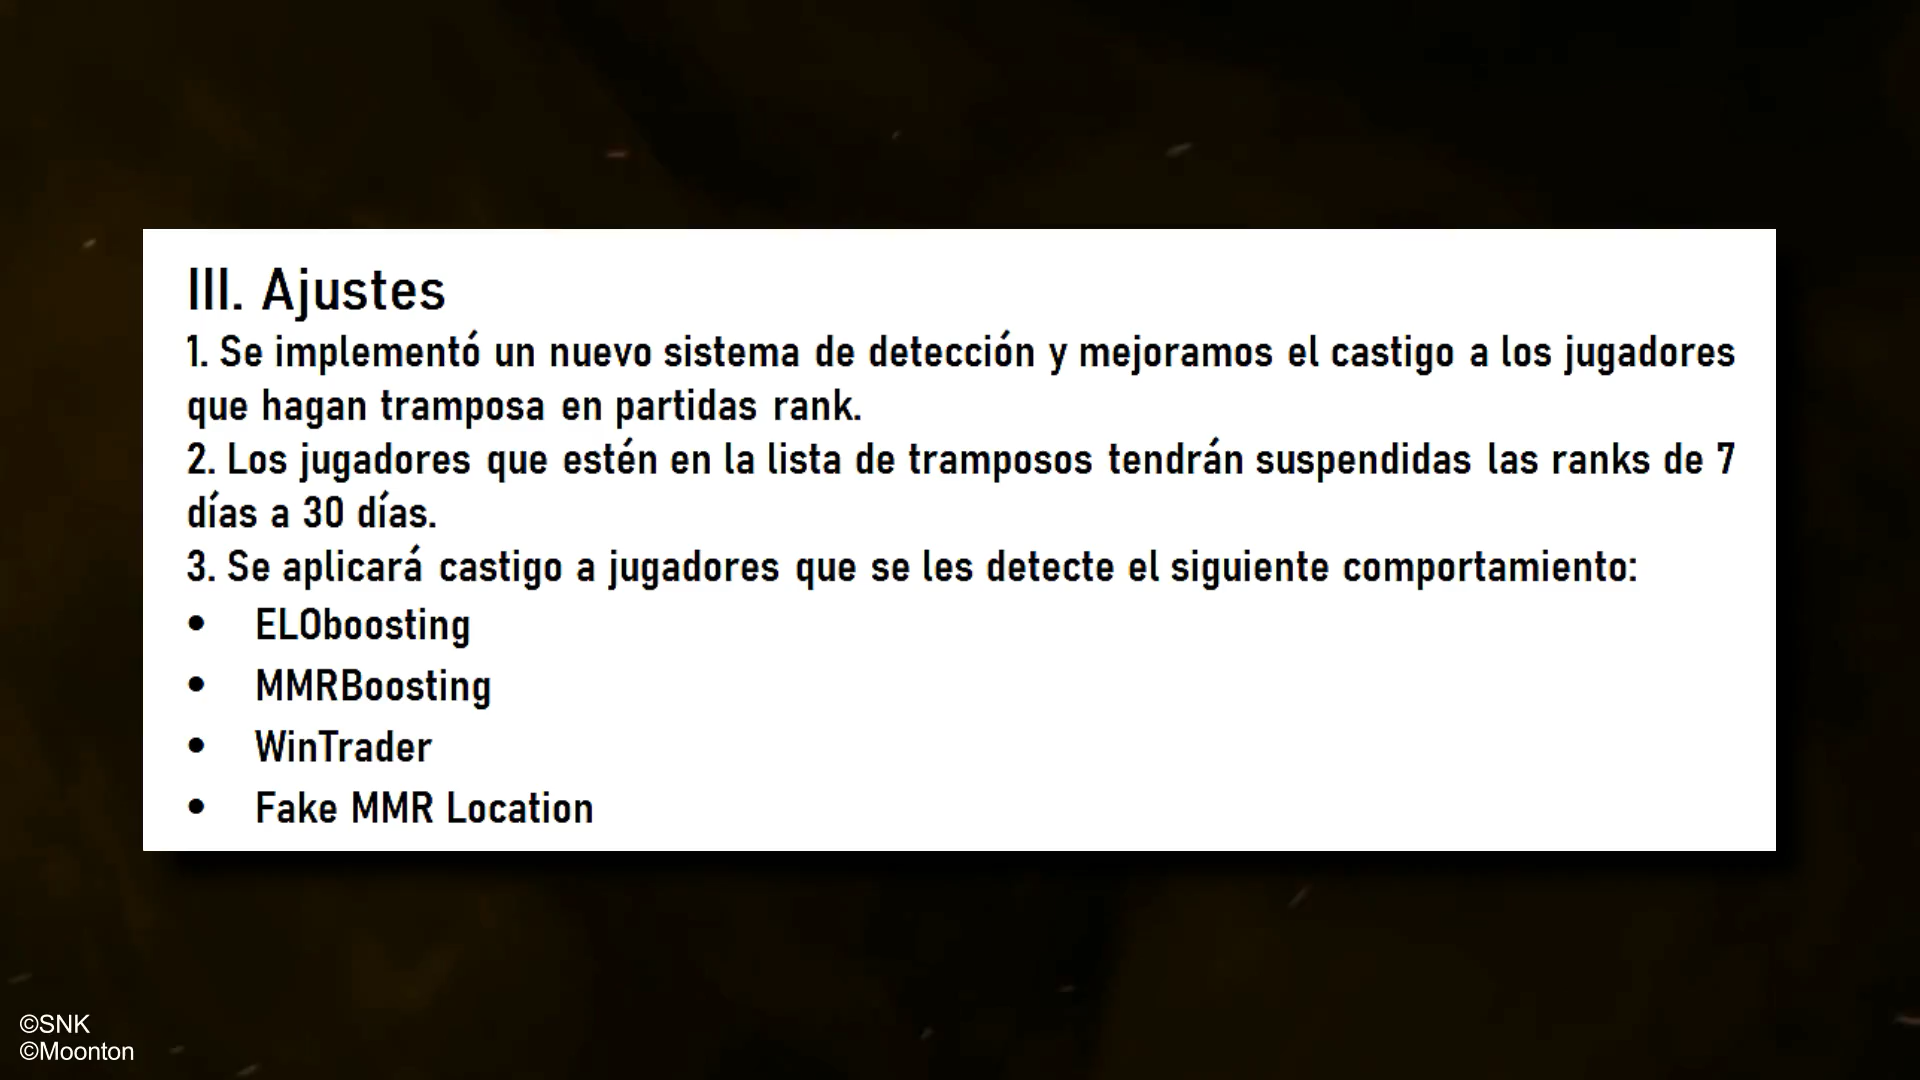 III. Ajustes
1. Se implementó un nuevo sistema de detección y mejoramos el castigo a los jugadores
que hagan tramposa en partidas rank.
2. Los jugadores que estén en la lista de tramposos tendrán suspendidas las ranks de 7
días a 30 días.
3. Se aplicará castigo a jugadores que se les detecte el siguiente comportamiento:
• ELOboosting
• MMRBoosting
• WinTrader
• Fake MMR Location
©SNK
©Moonton